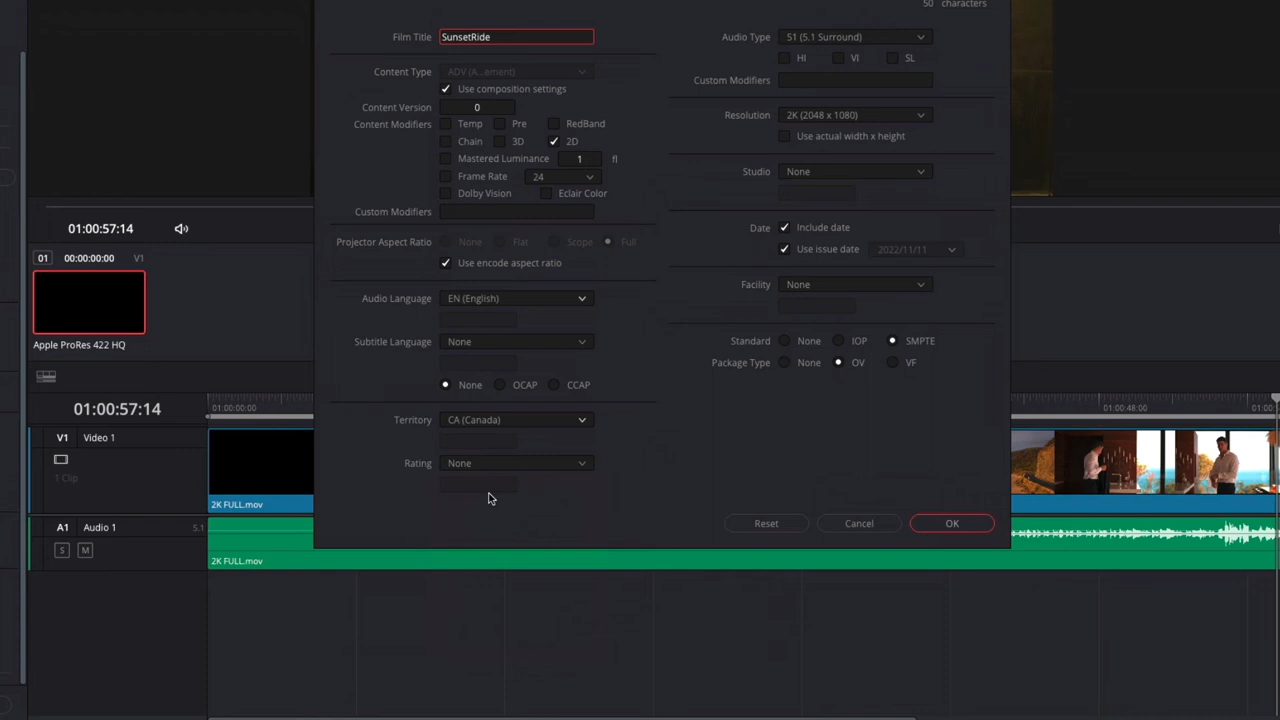 50 characters
Film Title SunsetRide
Content Type ADV (A...ement)
Use composition settings
Content Version 0
Content Modifiers Temp Pre RedBand
Chain 3D 2D
Mastered Luminance 1 fl
Frame Rate 24
Dolby Vision Eclair Color
Custom Modifiers
Projector Aspect Ratio None Flat Scope Full
Use encode aspect ratio
Audio Language EN (English)
Subtitle Language None
None OCAP CCAP
Territory CA (Canada)
Rating None
Audio Type 51 (5.1 Surround)
HI VI SL
Custom Modifiers
Resolution 2K (2048 x 1080)
Use actual width x height
Studio None
Date Include date
Use issue date 2022/11/11
Facility None
Standard None IOP SMPTE
Package Type None OV VF
Reset Cancel OK
01:00:57:14
01 00:00:00:00 V1
Apple ProRes 422 HQ
01:00:57:14
01:00:00:00
01:00:48:00
01:00:
V1 Video 1
1 Clip
2K FULL.mov
A1 Audio 1 5.1
S M
2K FULL.mov